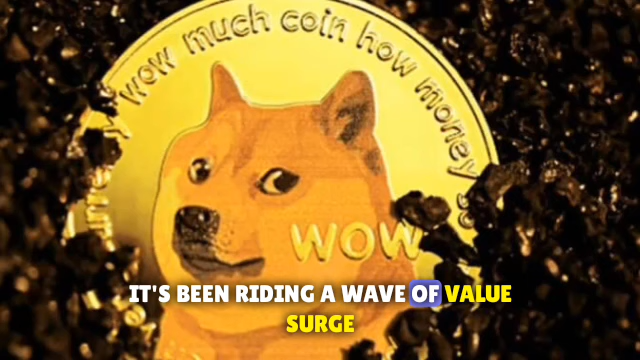 wow much coin how money
WOW
IT'S BEEN RIDING A WAVE OF VALUE
SURGE